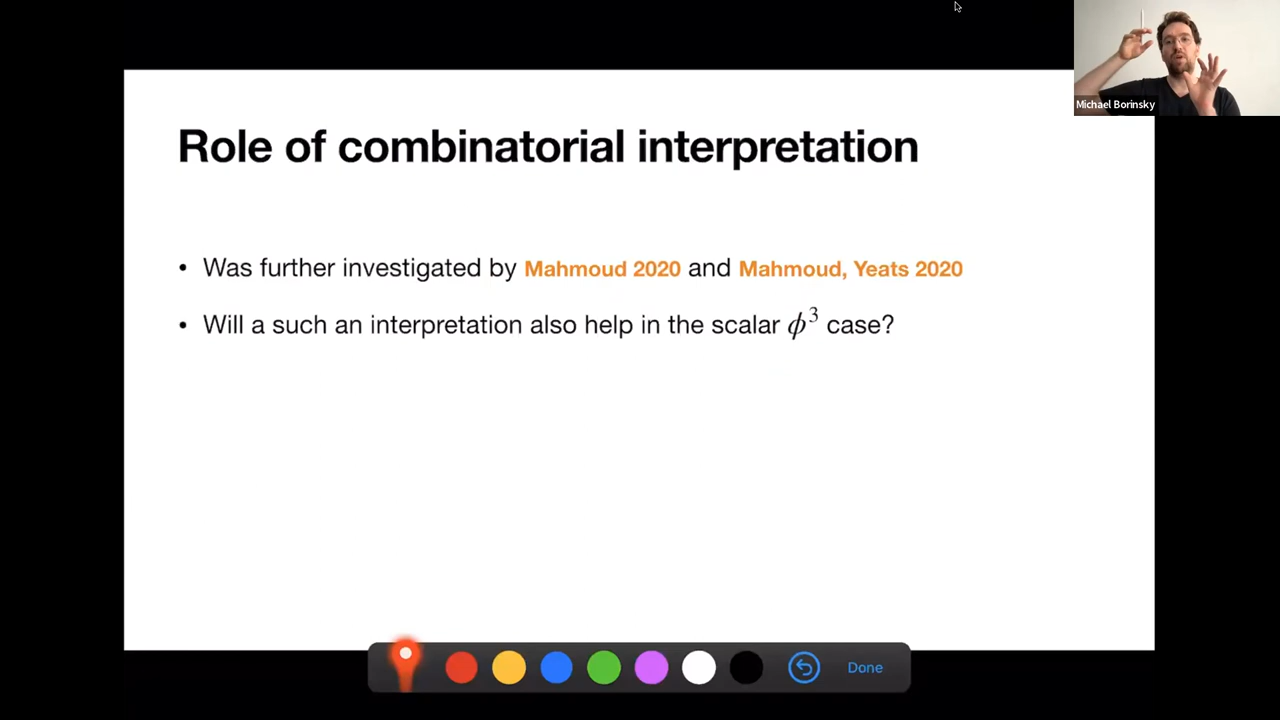 Michael Borinsky
Role of combinatorial interpretation
• Was further investigated by Mahmoud 2020 and Mahmoud, Yeats 2020
• Will a such an interpretation also help in the scalar ϕ³ case?
Done